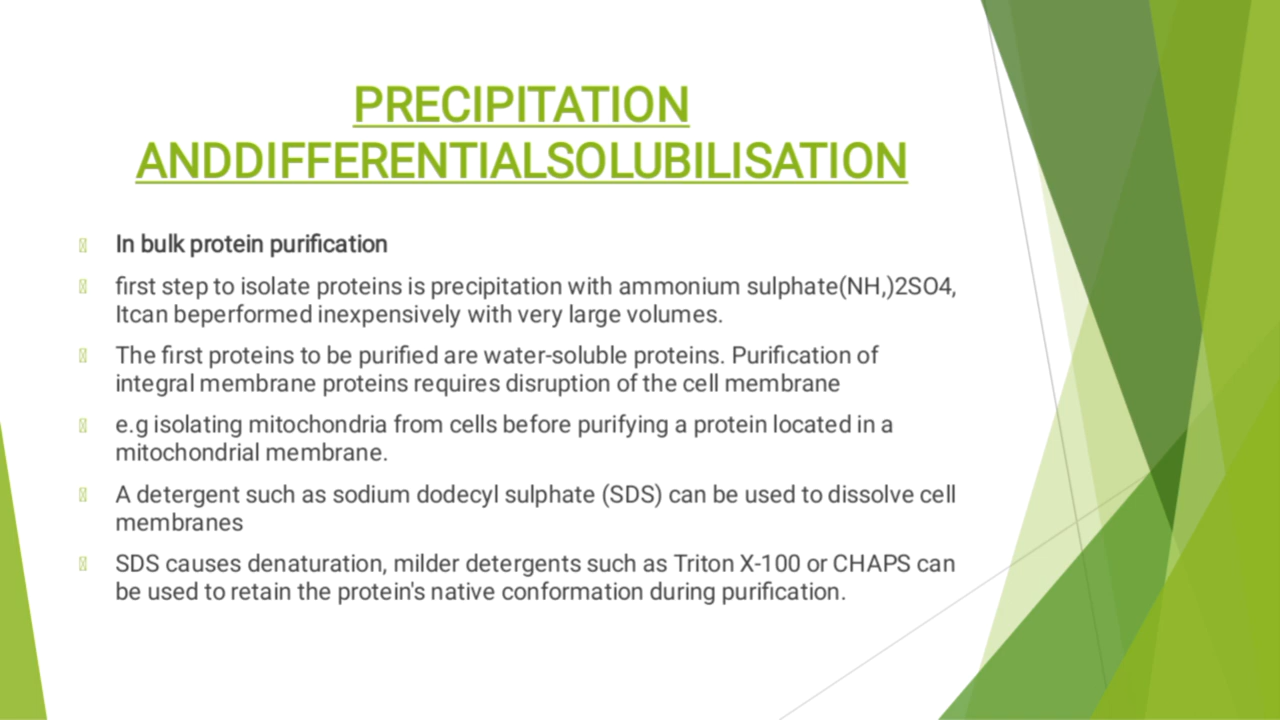 PRECIPITATION
ANDDIFFERENTIALSOLUBILISATION
In bulk protein purification
first step to isolate proteins is precipitation with ammonium sulphate(NH,)2SO4,
Itcan beperformed inexpensively with very large volumes.
The first proteins to be purified are water-soluble proteins. Purification of
integral membrane proteins requires disruption of the cell membrane
e.g isolating mitochondria from cells before purifying a protein located in a
mitochondrial membrane.
A detergent such as sodium dodecyl sulphate (SDS) can be used to dissolve cell
membranes
SDS causes denaturation, milder detergents such as Triton X-100 or CHAPS can
be used to retain the protein's native conformation during purification.